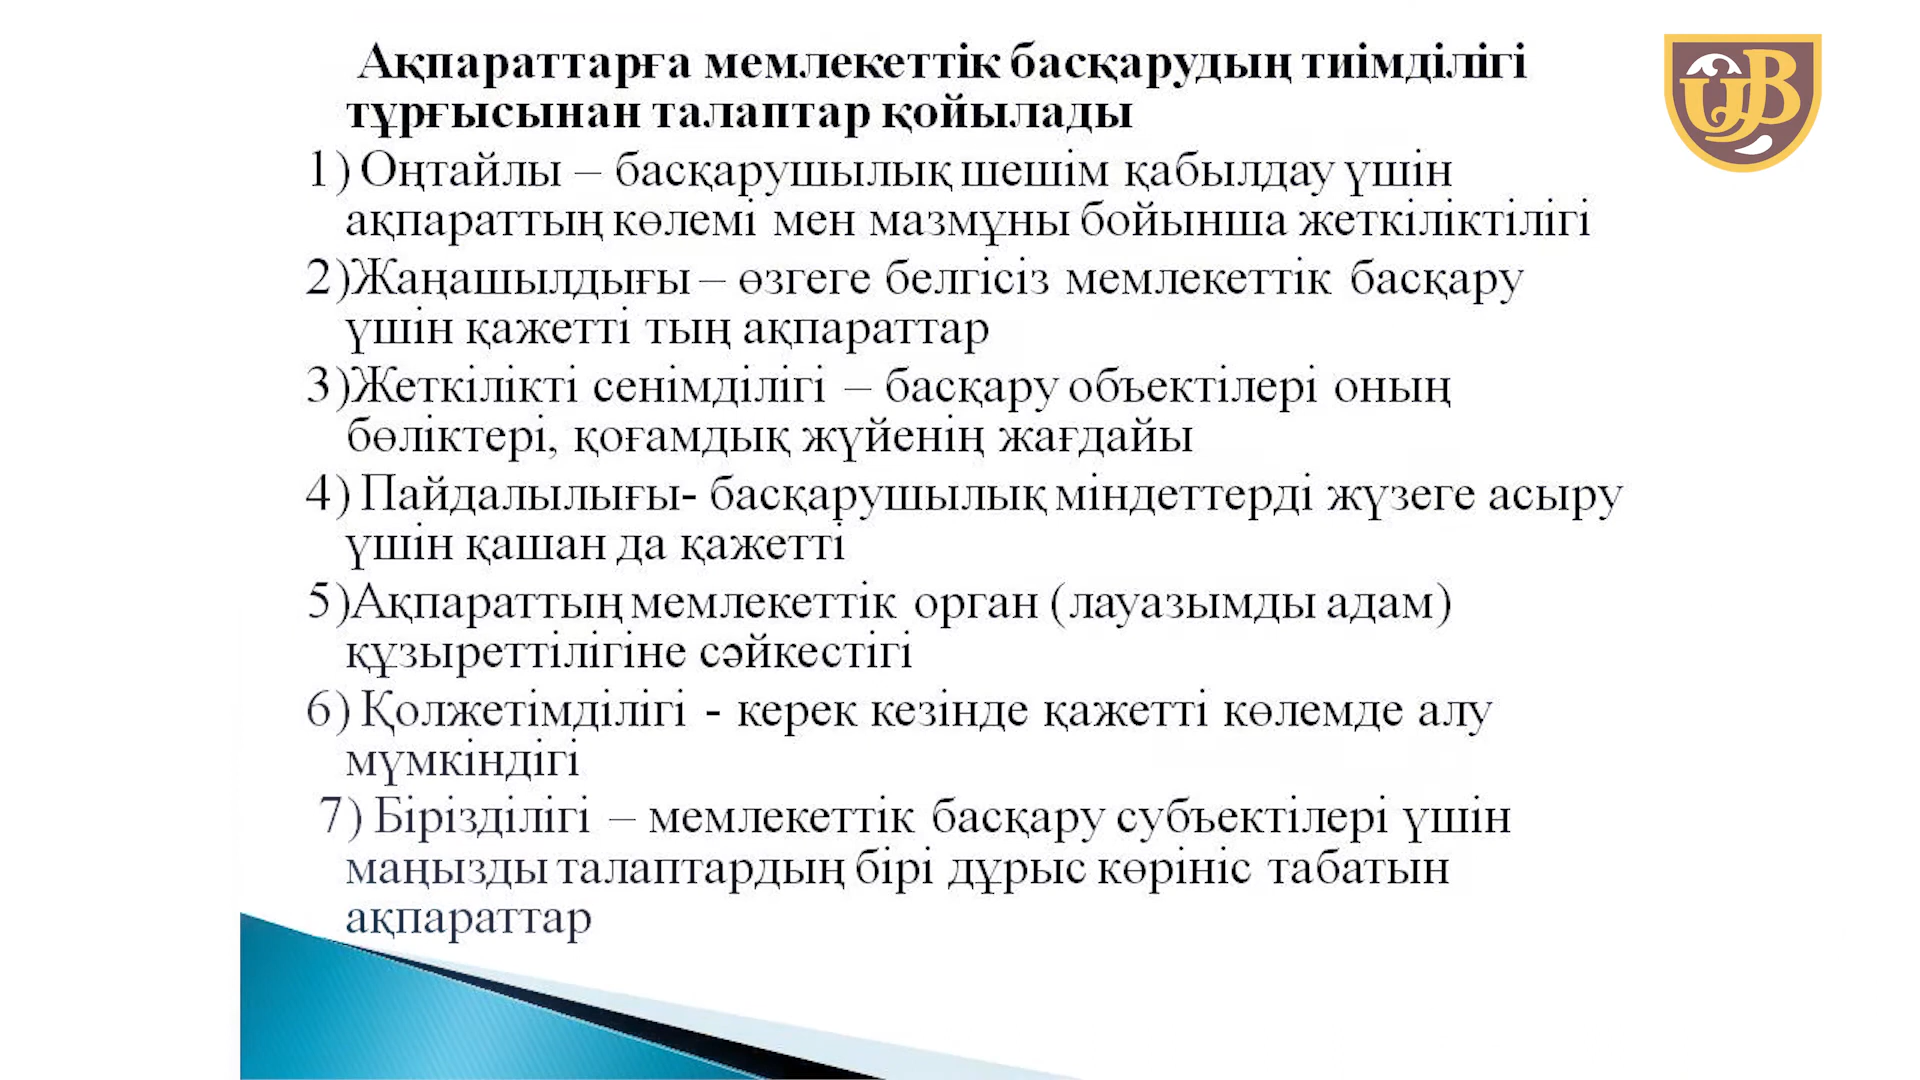 Ақпараттарға мемлекеттік басқарудың тиімділігі
тұрғысынан талаптар қойылады
1) Оңтайлы – басқарушылық шешім қабылдау үшін
ақпараттың көлемі мен мазмұны бойынша жеткіліктілігі
2)Жаңашылдығы – өзгеге белгісіз мемлекеттік басқару
үшін қажетті тың ақпараттар
3)Жеткілікті сенімділігі – басқару объектілері оның
бөліктері, қоғамдық жүйенің жағдайы
4) Пайдалылығы- басқарушылық міндеттерді жүзеге асыру
үшін қашан да қажетті
5)Ақпараттың мемлекеттік орган (лауазымды адам)
құзыреттілігіне сәйкестігі
6) Қолжетімділігі - керек кезінде қажетті көлемде алу
мүмкіндігі
7) Бірізділігі – мемлекеттік басқару субъектілері үшін
маңызды талаптардың бірі дұрыс көрініс табатын
ақпараттар